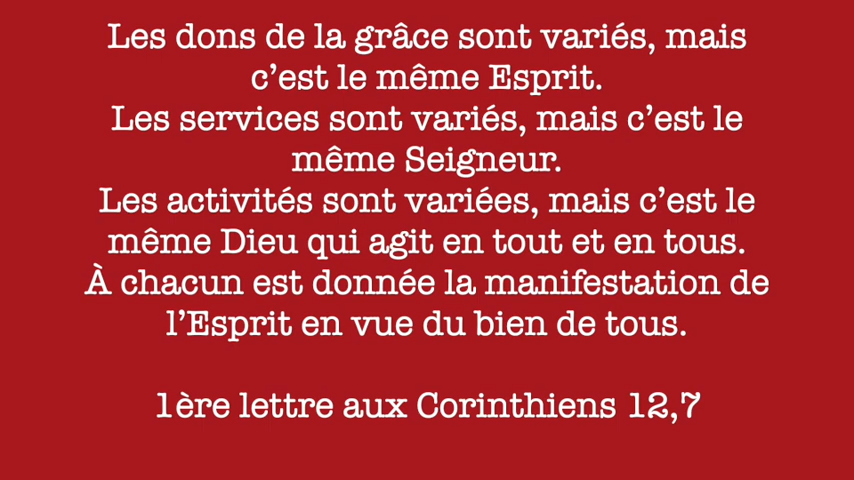 Les dons de la grâce sont variés, mais
c’est le même Esprit.
Les services sont variés, mais c’est le
même Seigneur.
Les activités sont variées, mais c’est le
même Dieu qui agit en tout et en tous.
À chacun est donnée la manifestation de
l’Esprit en vue du bien de tous.
1ère lettre aux Corinthiens 12,7